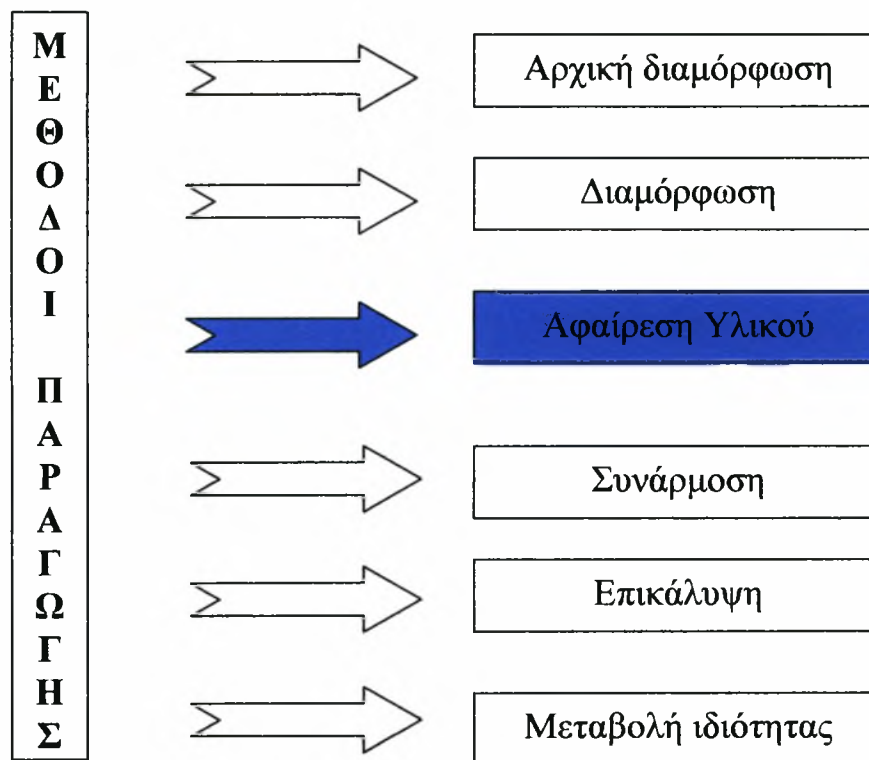 ΜΕΘΟΔΟΙ ΠΑΡΑΓΩΓΗΣ
Αρχική διαμόρφωση
Διαμόρφωση
Αφαίρεση Υλικού
Συνάρμοση
Επικάλυψη
Μεταβολή ιδιότητας